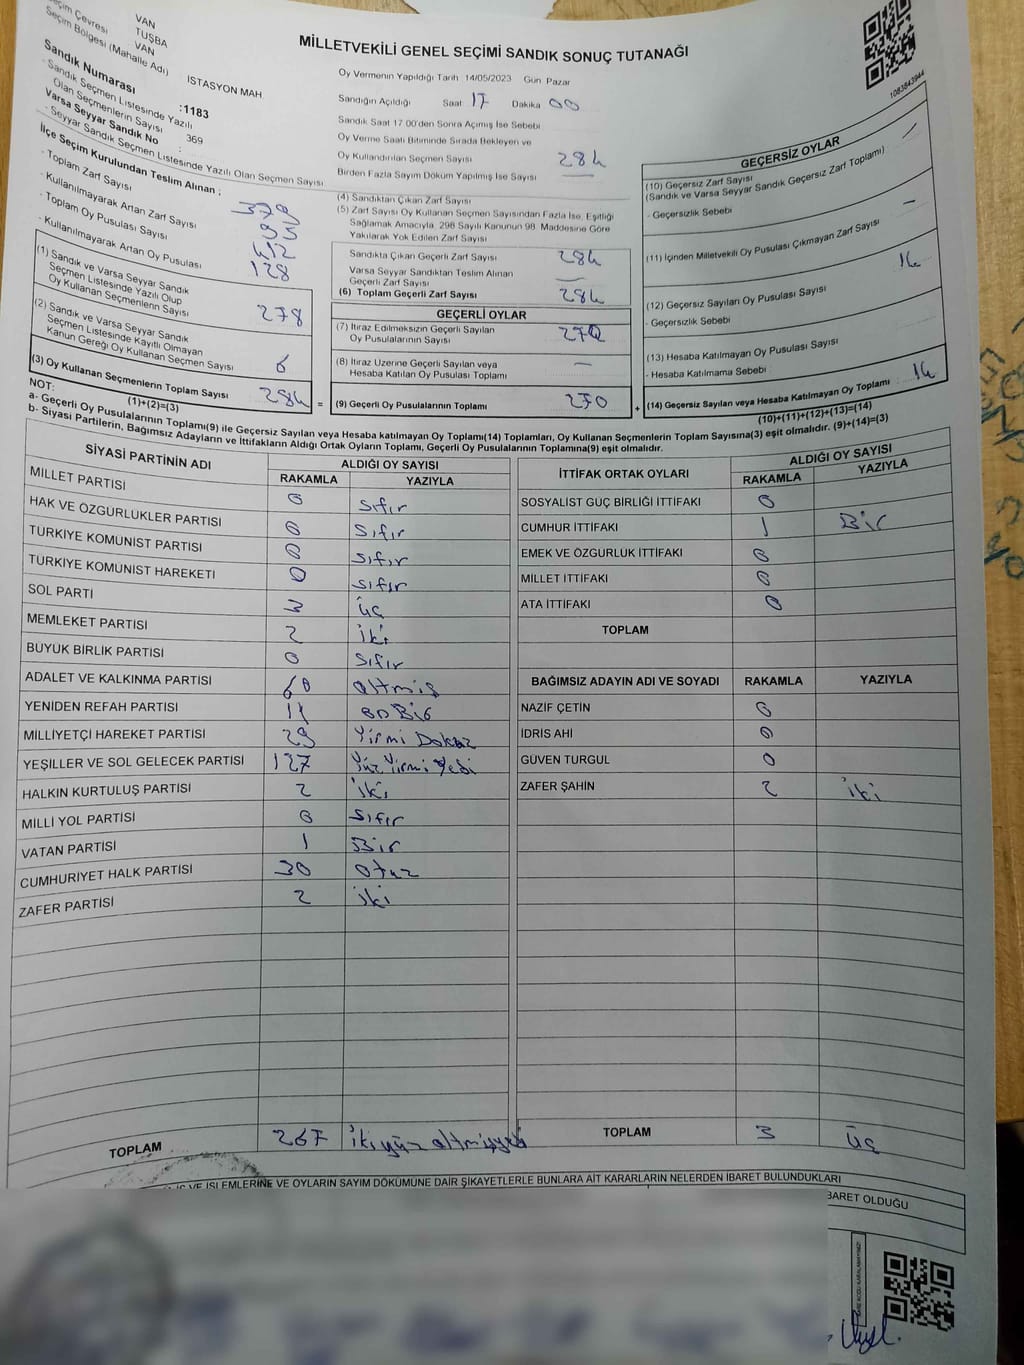 Seçim Çevresi VAN
TUŞBA
Seçim Bölgesi (Mahalle Adı) VAN
İSTASYON MAH.
MİLLETVEKİLİ GENEL SEÇİMİ SANDIK SONUÇ TUTANAĞI
1083843944
Sandık Numarası :1183
- Sandık Seçmen Listesinde Yazılı
Olan Seçmenlerin Sayısı 369
Varsa Seyyar Sandık No :
- Seyyar Sandık Seçmen Listesinde Yazılı Olan Seçmen Sayısı
İlçe Seçim Kurulundan Teslim Alınan ;
- Toplam Zarf Sayısı
- Kullanılmayarak Artan Zarf Sayısı
- Toplam Oy Pusulası Sayısı 412
- Kullanılmayarak Artan Oy Pusulası 128
(1) Sandık ve Varsa Seyyar Sandık
Seçmen Listesinde Yazılı Olup
Oy Kullanan Seçmenlerin Sayısı 278
(2) Sandık ve Varsa Seyyar Sandık
Seçmen Listesinde Kayıtlı Olmayan
Kanun Gereği Oy Kullanan Seçmen Sayısı 6
(3) Oy Kullanan Seçmenlerin Toplam Sayısı 284 =
(1)+(2)=(3)
Oy Vermenin Yapıldığı Tarih 14/05/2023 Gün Pazar
Sandığın Açıldığı Saat 17 Dakika 00
Sandık Saat 17 00'den Sonra Açımış İse Sebebi
Oy Verme Saati Bitiminde Sırada Bekleyen ve
Oy Kullandırılan Seçmen Sayısı 284
Birden Fazla Sayım Döküm Yapılmış İse Sayısı —
(4) Sandıktan Çıkan Zarf Sayısı
(5) Zarf Sayısı Oy Kullanan Seçmen Sayısından Fazla İse, Eşitliği
Sağlamak Amacıyla, 298 Sayılı Kanunun 98. Maddesine Göre
Yakılarak Yok Edilen Zarf Sayısı
Sandıkta Çıkan Geçerli Zarf Sayısı 284
Varsa Seyyar Sandıktan Teslim Alınan
Geçerli Zarf Sayısı —
(6) Toplam Geçerli Zarf Sayısı 284
GEÇERLİ OYLAR
(7) İtiraz Edilmeksizin Geçerli Sayılan
Oy Pusulalarının Sayısı 270
(8) İtiraz Üzerine Geçerli Sayılan veya
Hesaba Katılan Oy Pusulası Toplamı —
(9) Geçerli Oy Pusulalarının Toplamı 270 +
GEÇERSİZ OYLAR
(10) Geçersiz Zarf Sayısı —
(Sandık ve Varsa Seyyar Sandık Geçersiz Zarf Toplamı)
- Geçersizlik Sebebi
(11) İçinden Milletvekili Oy Pusulası Çıkmayan Zarf Sayısı —
(12) Geçersiz Sayılan Oy Pusulası Sayısı 14
- Geçersizlik Sebebi
(13) Hesaba Katılmayan Oy Pusulası Sayısı
- Hesaba Katılmama Sebebi
(14) Geçersiz Sayılan veya Hesaba Katılmayan Oy Toplamı : 14
(10)+(11)+(12)+(13)=(14)
NOT:
a- Geçerli Oy Pusulalarının Toplamı(9) ile Geçersiz Sayılan veya Hesaba katılmayan Oy Toplamı(14) Toplamları, Oy Kullanan Seçmenlerin Toplam Sayısına(3) eşit olmalıdır. (9)+(14)=(3)
b- Siyasi Partilerin, Bağımsız Adayların ve İttifakların Aldığı Ortak Oyların Toplamı, Geçerli Oy Pusulalarının Toplamına(9) eşit olmalıdır.
SİYASİ PARTİNİN ADI ALDIĞI OY SAYISI
RAKAMLA YAZIYLA
MİLLET PARTİSİ 0 sıfır
HAK VE ÖZGÜRLÜKLER PARTİSİ 0 sıfır
TÜRKİYE KOMÜNİST PARTİSİ 0 sıfır
TÜRKİYE KOMÜNİST HAREKETİ 0 sıfır
SOL PARTİ 3 üç
MEMLEKET PARTİSİ 2 iki
BÜYÜK BİRLİK PARTİSİ 0 sıfır
ADALET VE KALKINMA PARTİSİ 60 altmış
YENİDEN REFAH PARTİSİ 11 on Bir
MİLLİYETÇİ HAREKET PARTİSİ 29 Yirmi Dokuz
YEŞİLLER VE SOL GELECEK PARTİSİ 127 Yüz Yirmi Yedi
HALKIN KURTULUŞ PARTİSİ 2 iki
MİLLİ YOL PARTİSİ 0 sıfır
VATAN PARTİSİ 1 Bir
CUMHURİYET HALK PARTİSİ 30 otuz
ZAFER PARTİSİ 2 iki
TOPLAM 267 iki yüz altmışyedi
İTTİFAK ORTAK OYLARI ALDIĞI OY SAYISI
RAKAMLA YAZIYLA
SOSYALİST GÜÇ BİRLİĞİ İTTİFAKI 0
CUMHUR İTTİFAKI 1 Bir
EMEK VE ÖZGÜRLÜK İTTİFAKI 0
MİLLET İTTİFAKI 0
ATA İTTİFAKI 0
TOPLAM
BAĞIMSIZ ADAYIN ADI VE SOYADI RAKAMLA YAZIYLA
NAZİF ÇETİN 0
İDRİS AHİ 0
GÜVEN TURGUL 0
ZAFER ŞAHİN 2 iki
TOPLAM 3 üç
VE İŞLEMLERİNE VE OYLARIN SAYIM DÖKÜMÜNE DAİR ŞİKAYETLERLE BUNLARA AİT KARARLARIN NELERDEN İBARET BULUNDUKLARI
BARET OLDUĞU